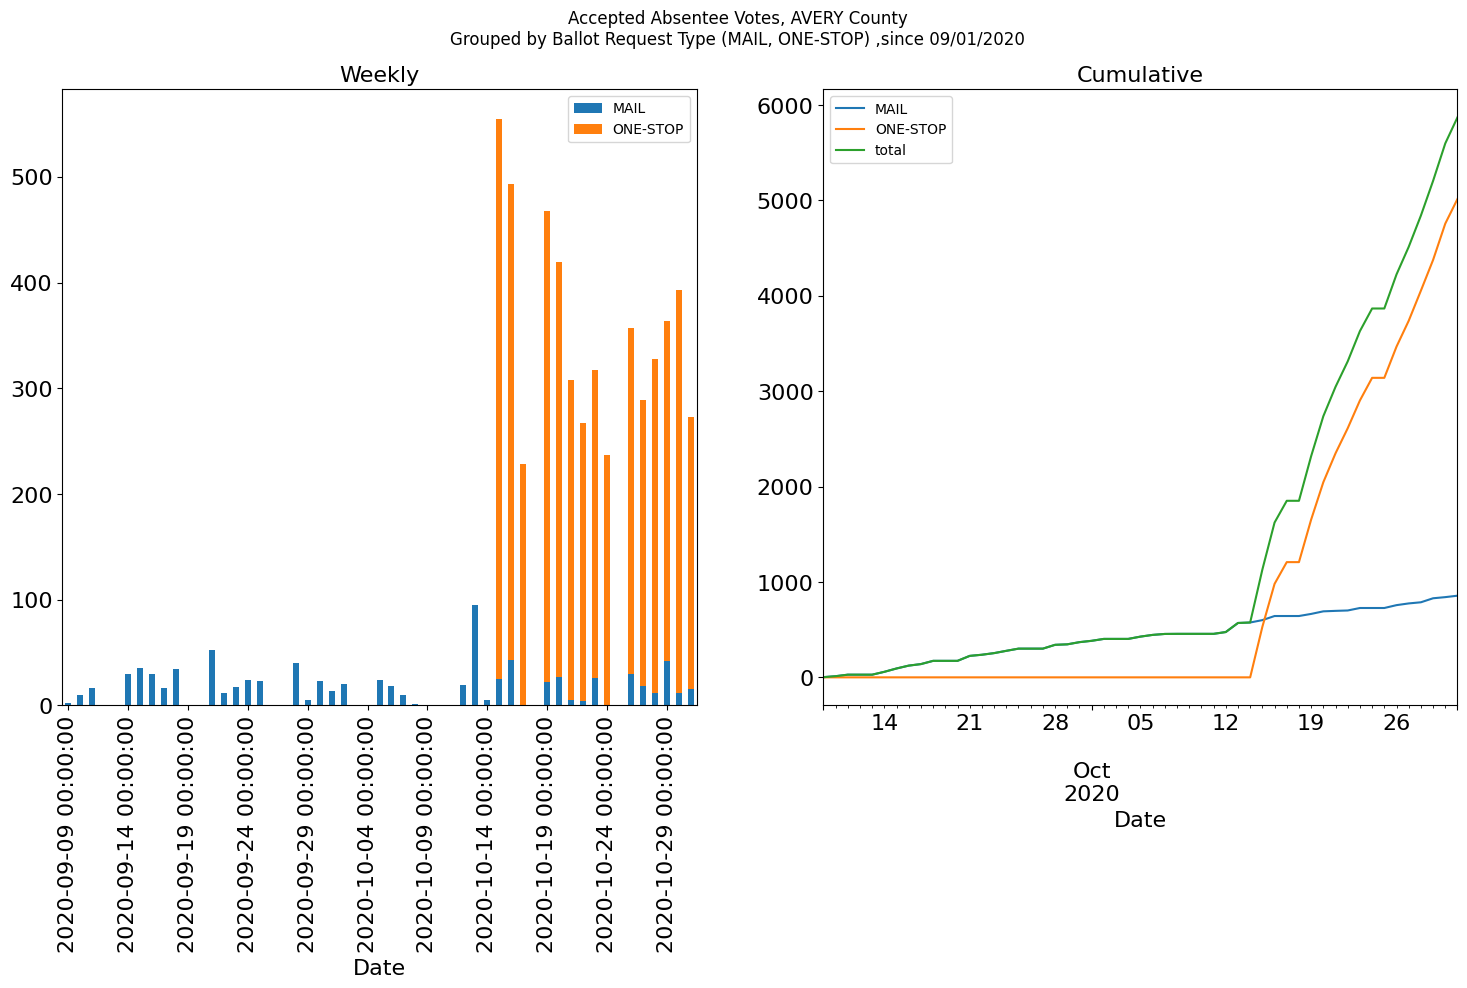 Accepted Absentee Votes, AVERY County
Grouped by Ballot Request Type (MAIL, ONE-STOP) ,since 09/01/2020
Weekly
MAIL
ONE-STOP
500
400
300
200
100
0
2020-09-09 00:00:00
2020-09-14 00:00:00
2020-09-19 00:00:00
2020-09-24 00:00:00
2020-09-29 00:00:00
2020-10-04 00:00:00
2020-10-09 00:00:00
2020-10-14 00:00:00
2020-10-19 00:00:00
2020-10-24 00:00:00
2020-10-29 00:00:00
Date
Cumulative
MAIL
ONE-STOP
total
6000
5000
4000
3000
2000
1000
0
14 21 28 05 12 19 26
Oct
2020
Date